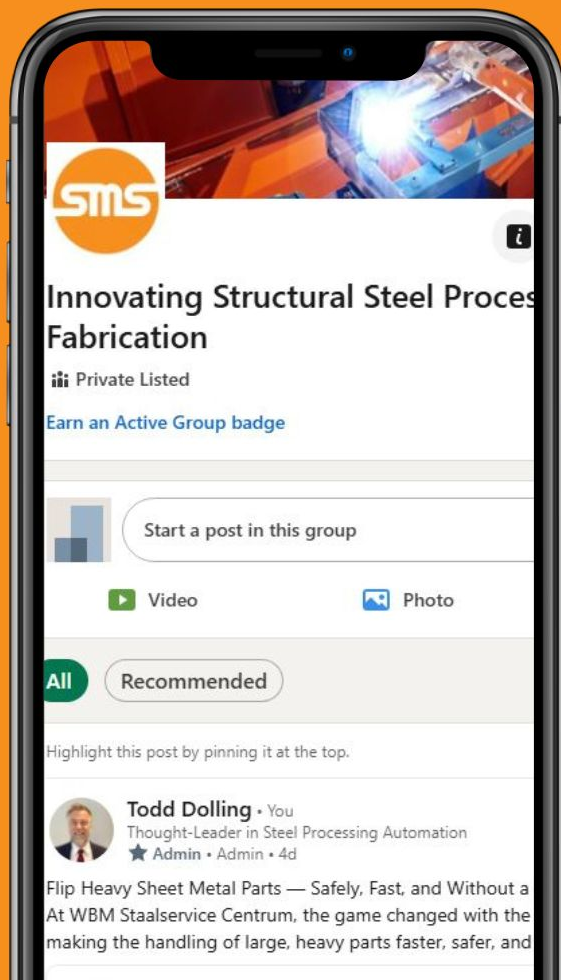 sms
Innovating Structural Steel Proces
Fabrication
Private Listed
Earn an Active Group badge
Start a post in this group
Video
Photo
All
Recommended
Highlight this post by pinning it at the top.
Todd Dolling • You
Thought-Leader in Steel Processing Automation
Admin • Admin • 4d
Flip Heavy Sheet Metal Parts — Safely, Fast, and Without a
At WBM Staalservice Centrum, the game changed with the
making the handling of large, heavy parts faster, safer, and